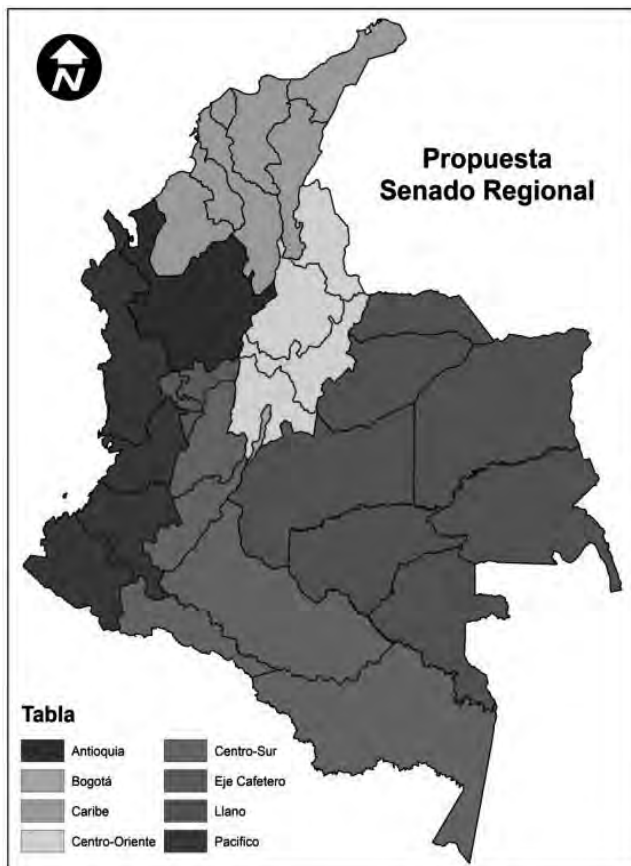 N
Propuesta
Senado Regional
Tabla
Antioquia
Bogotá
Caribe
Centro-Oriente
Centro-Sur
Eje Cafetero
Llano
Pacifico